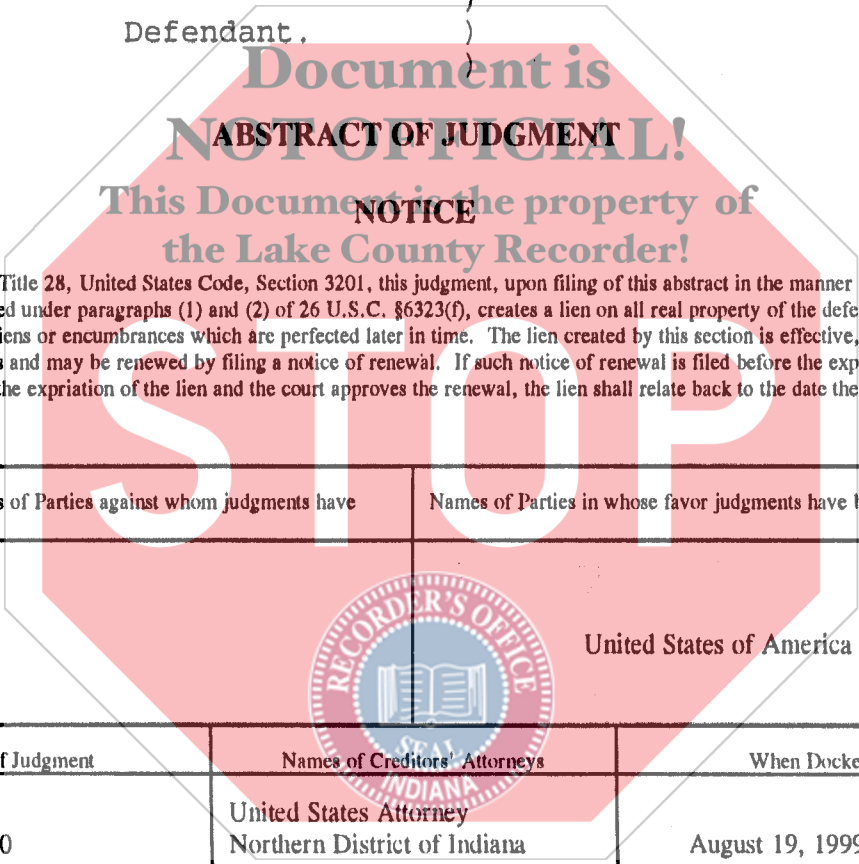 Defendant.
)
)
Document is
NOT OFFICIAL!
ABSTRACT OF JUDGMENT
This Document is the property of
NOTICE
the Lake County Recorder!
Title 28, United States Code, Section 3201, this judgment, upon filing of this abstract in the manner
ed under paragraphs (1) and (2) of 26 U.S.C. §6323(f), creates a lien on all real property of the defe
iens or encumbrances which are perfected later in time. The lien created by this section is effective,
s and may be renewed by filing a notice of renewal. If such notice of renewal is filed before the exp
he expriation of the lien and the court approves the renewal, the lien shall relate back to the date the
STOP
s of Parties against whom judgments have
Names of Parties in whose favor judgments have b
RECORDER'S OFFICE
SEAL
INDIANA
United States of America
f Judgment
Names of Creditors' Attorneys
When Docke
United States Attorney
0
Northern District of Indiana
August 19, 1999